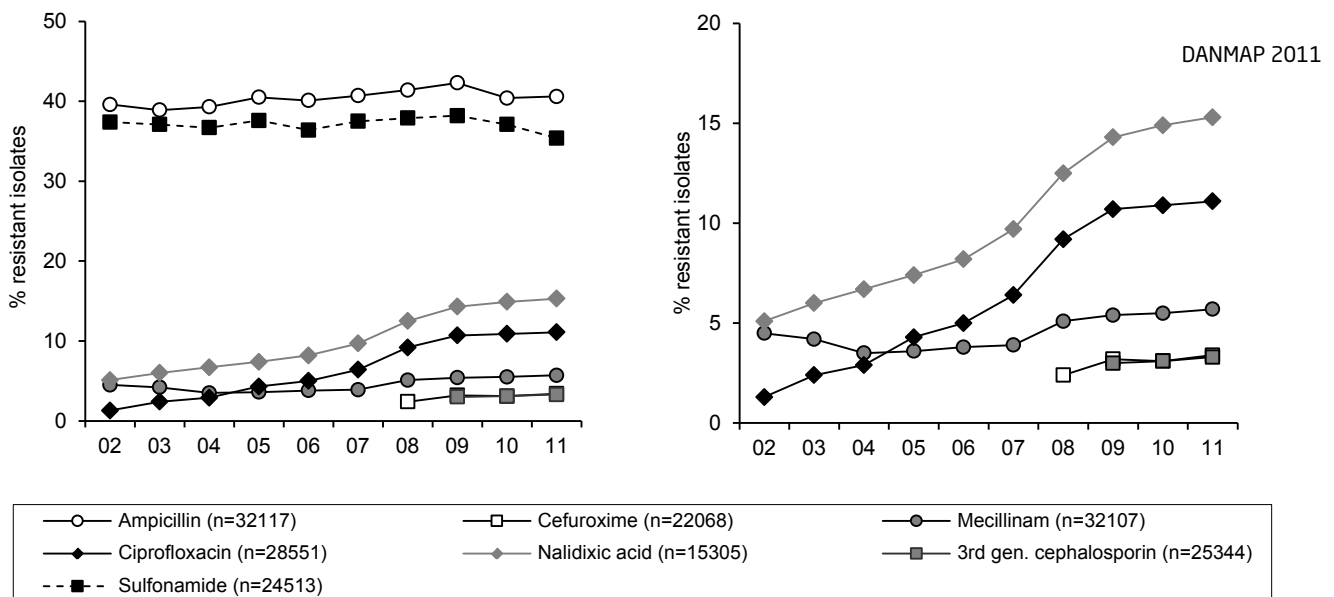 50
40
30
20
10
0
% resistant isolates
02 03 04 05 06 07 08 09 10 11
20
15
10
5
0
% resistant isolates
02 03 04 05 06 07 08 09 10 11
DANMAP 2011
Ampicillin (n=32117) Cefuroxime (n=22068) Mecillinam (n=32107)
Ciprofloxacin (n=28551) Nalidixic acid (n=15305) 3rd gen. cephalosporin (n=25344)
Sulfonamide (n=24513)